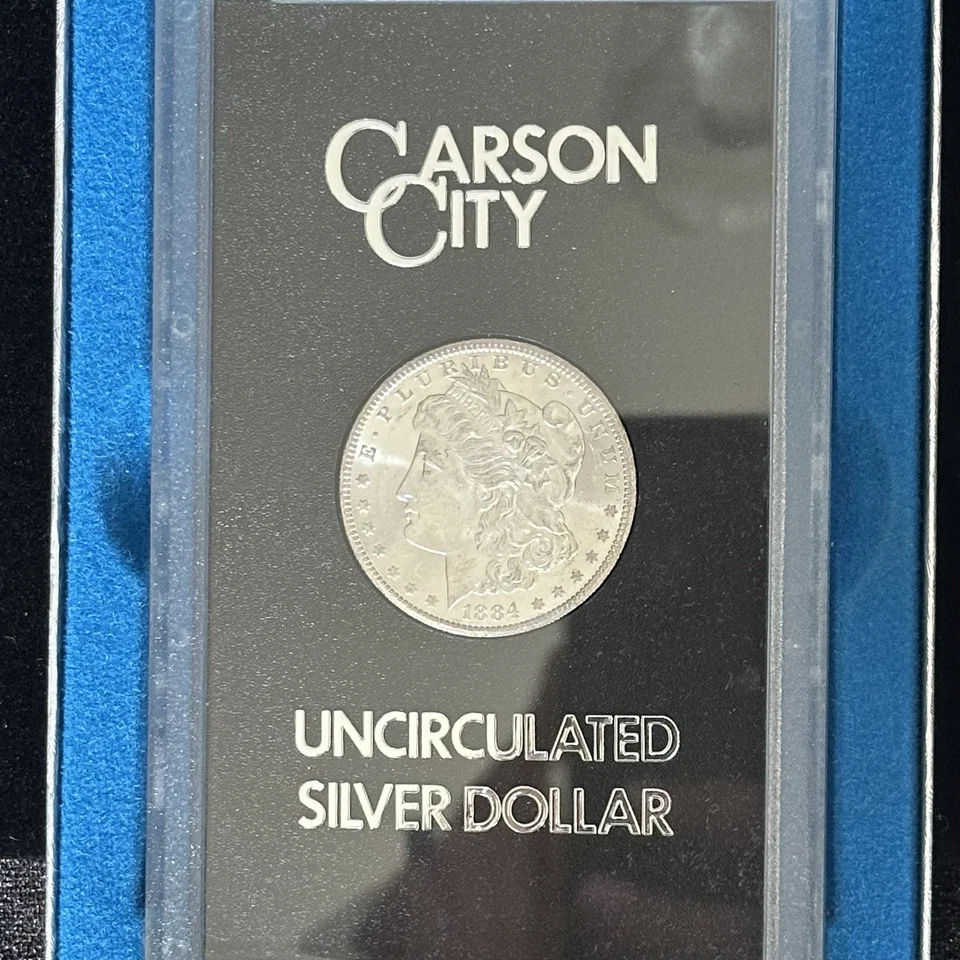 CARSON
CITY
E·PLURIBUS·UNUM
1884
UNCIRCULATED
SILVER DOLLAR